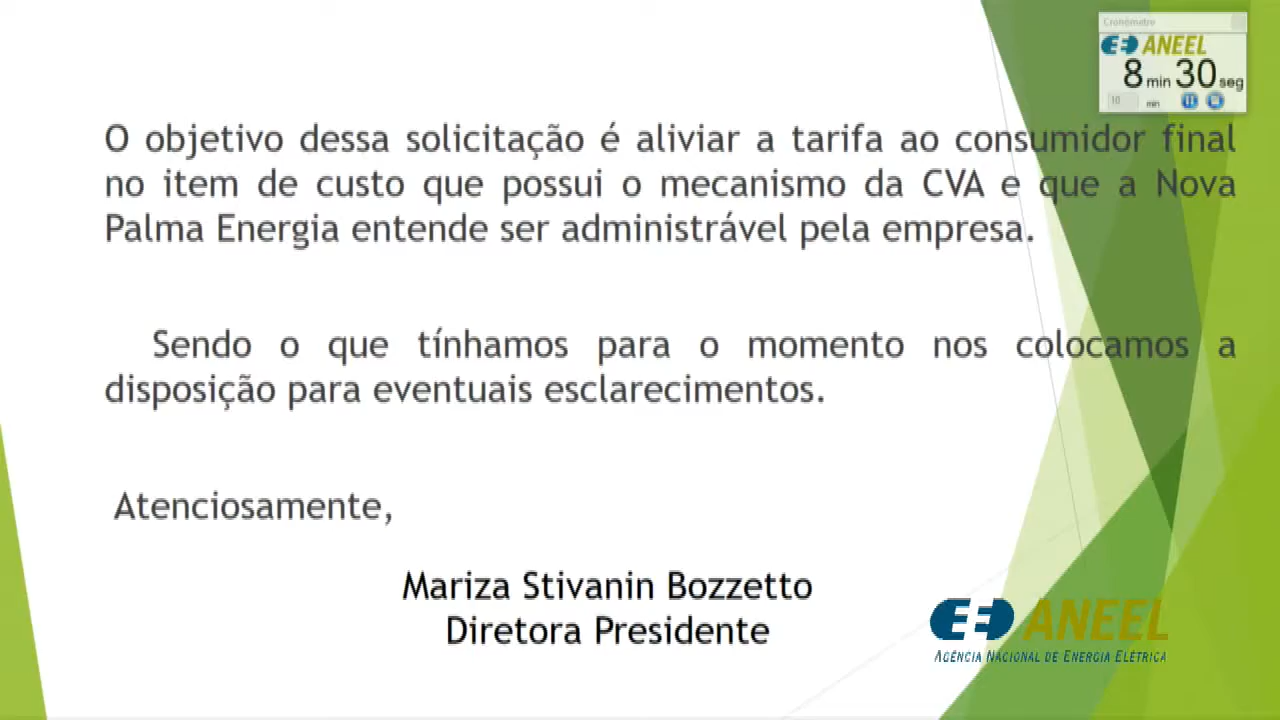 Cronômetro
ANEEL
8 min 30 seg
10 min
O objetivo dessa solicitação é aliviar a tarifa ao consumidor final
no item de custo que possui o mecanismo da CVA e que a Nova
Palma Energia entende ser administrável pela empresa.
Sendo o que tínhamos para o momento nos colocamos a
disposição para eventuais esclarecimentos.
Atenciosamente,
Mariza Stivanin Bozzetto
Diretora Presidente
ANEEL
AGÊNCIA NACIONAL DE ENERGIA ELÉTRICA